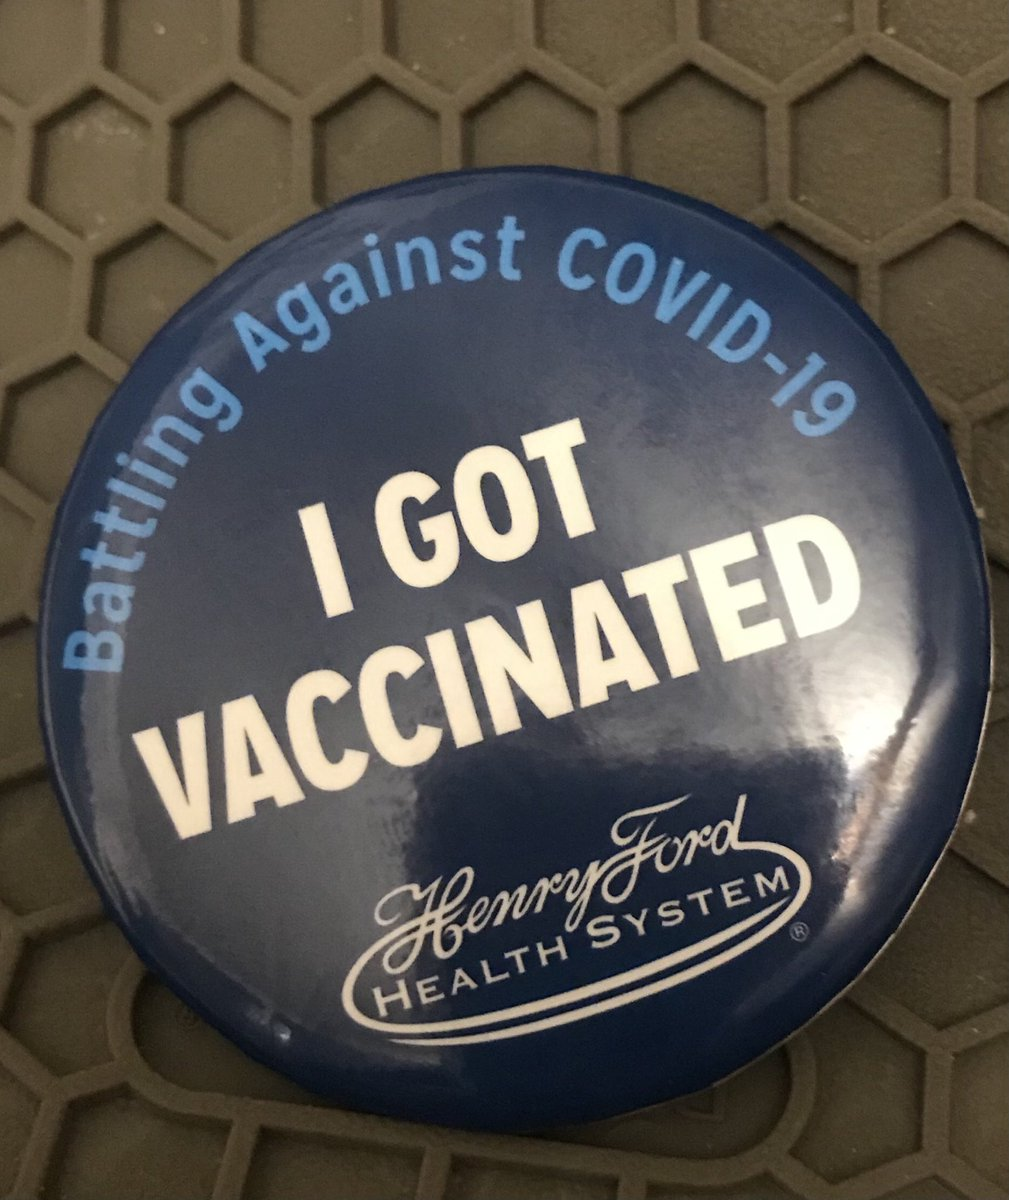 Battling Against COVID-19
I GOT
VACCINATED
Henry Ford
HEALTH SYSTEM
®